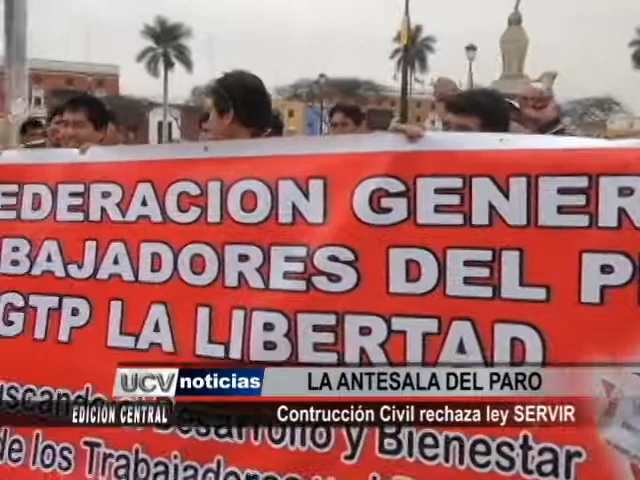 EDERACION GENER
BAJADORES DEL P
GTP LA LIBERTAD
uscando
Desarrollo y Bienestar
de los Trabajadores
UCV noticias
LA ANTESALA DEL PARO
EDICIÓN CENTRAL
Contrucción Civil rechaza ley SERVIR